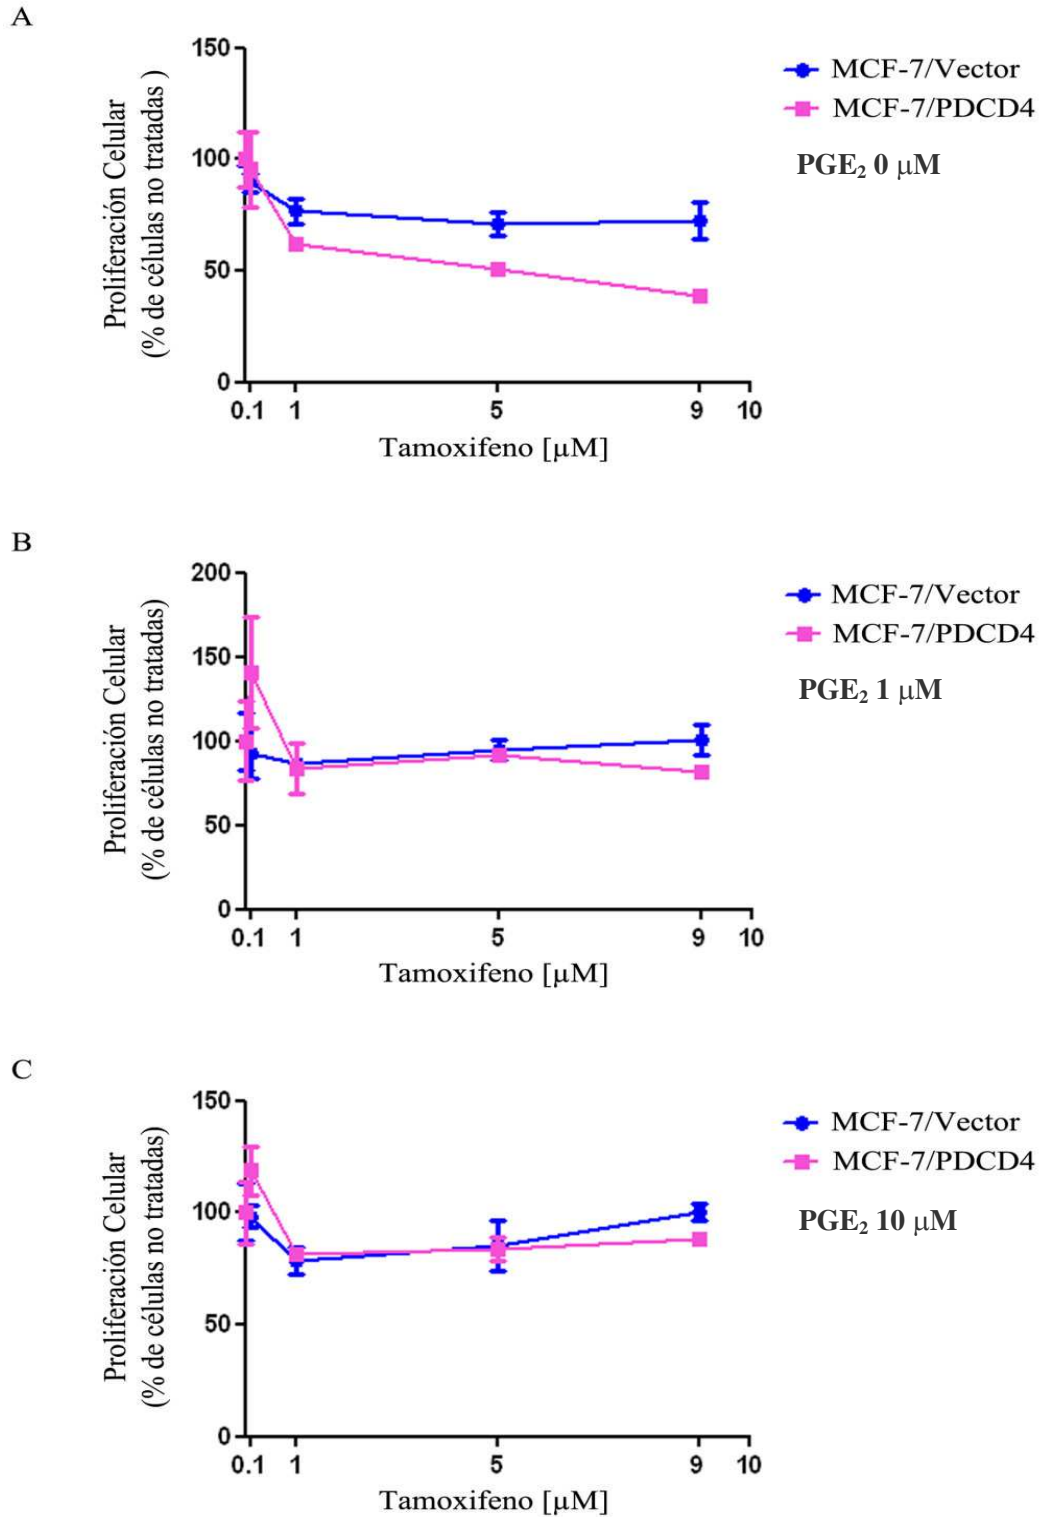 A
150
100
50
0
0.1 1 5 9 10
Proliferación Celular
(% de células no tratadas )
Tamoxifeno [µM]
MCF-7/Vector
MCF-7/PDCD4
PGE₂ 0 µM
B
200
150
100
50
0
0.1 1 5 9 10
Proliferación Celular
(% de células no tratadas)
Tamoxifeno [µM]
MCF-7/Vector
MCF-7/PDCD4
PGE₂ 1 µM
C
150
100
50
0
0.1 1 5 9 10
Proliferación Celular
(% de células no tratadas)
Tamoxifeno [µM]
MCF-7/Vector
MCF-7/PDCD4
PGE₂ 10 µM